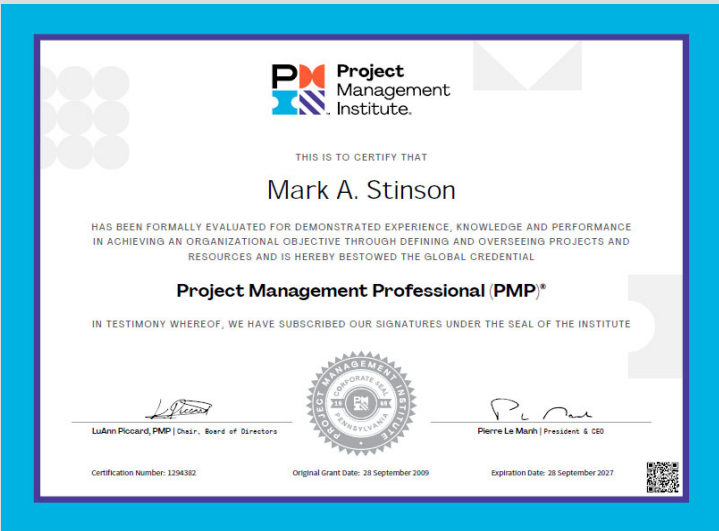 PM
Project
Management
Institute.
THIS IS TO CERTIFY THAT
Mark A. Stinson
HAS BEEN FORMALLY EVALUATED FOR DEMONSTRATED EXPERIENCE, KNOWLEDGE AND PERFORMANCE
IN ACHIEVING AN ORGANIZATIONAL OBJECTIVE THROUGH DEFINING AND OVERSEEING PROJECTS AND
RESOURCES AND IS HEREBY BESTOWED THE GLOBAL CREDENTIAL
Project Management Professional (PMP)®
IN TESTIMONY WHEREOF, WE HAVE SUBSCRIBED OUR SIGNATURES UNDER THE SEAL OF THE INSTITUTE
PROJECT MANAGEMENT INSTITUTE
CORPORATE SEAL
19 69
PENNSYLVANIA
LuAnn Piccard, PMP | Chair, Board of Directors
Pierre Le Manh | President & CEO
Certification Number: 1294382
Original Grant Date: 28 September 2009
Expiration Date: 28 September 2027